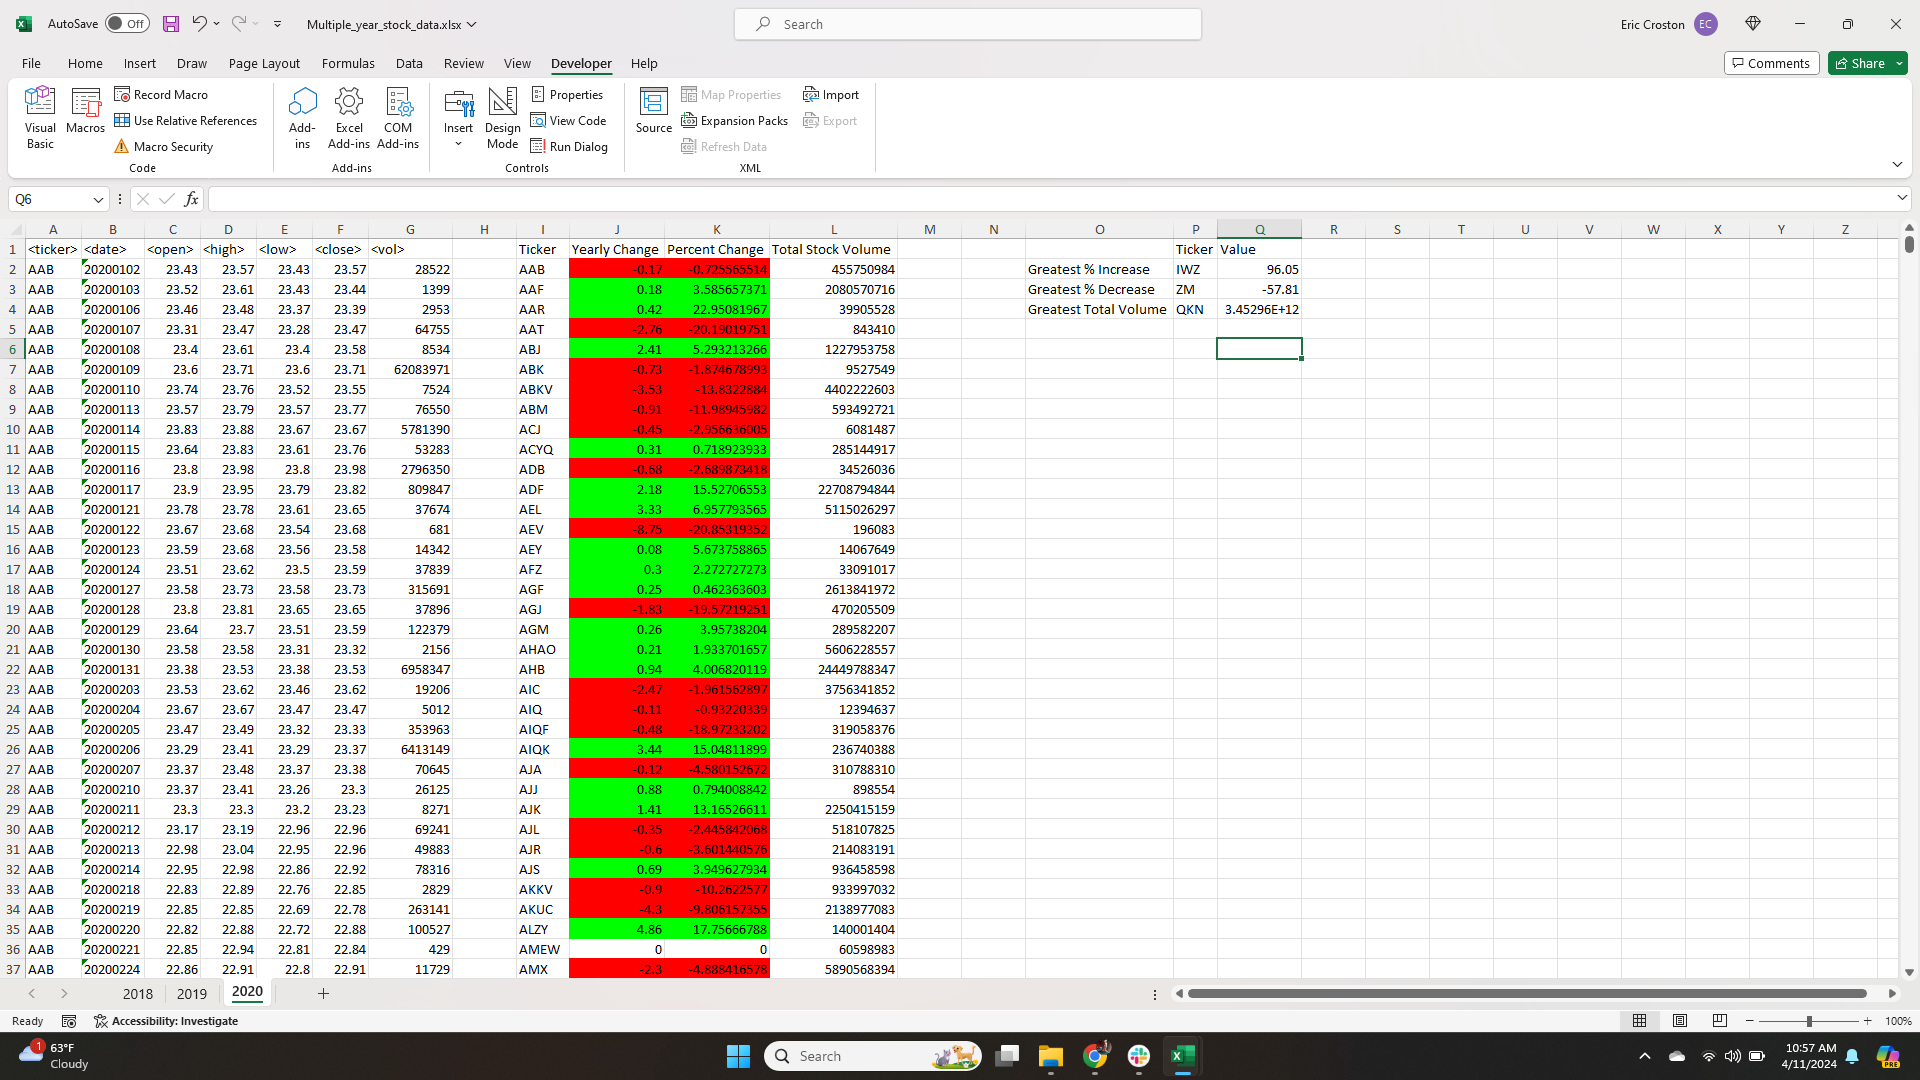 AutoSave Off Multiple_year_stock_data.xlsx Search Eric Croston EC
File Home Insert Draw Page Layout Formulas Data Review View Developer Help Comments Share
Visual Basic Macros Record Macro Use Relative References Macro Security Code
Add-ins Excel Add-ins COM Add-ins Add-ins
Insert Design Mode Properties View Code Run Dialog Controls
Source Map Properties Expansion Packs Refresh Data Import Export XML
Q6 fx
A B C D E F G H I J K L M N O P Q R S T U V W X Y Z
1 <ticker> <date> <open> <high> <low> <close> <vol> Ticker Yearly Change Percent Change Total Stock Volume Ticker Value
2 AAB 20200102 23.43 23.57 23.43 23.57 28522 AAB -0.17 -0.725565514 455750984 Greatest % Increase IWZ 96.05
3 AAB 20200103 23.52 23.61 23.43 23.44 1399 AAF 0.18 3.585657371 2080570716 Greatest % Decrease ZM -57.81
4 AAB 20200106 23.46 23.48 23.37 23.39 2953 AAR 0.42 22.95081967 39905528 Greatest Total Volume QKN 3.45296E+12
5 AAB 20200107 23.31 23.47 23.28 23.47 64755 AAT -2.76 -20.19019751 843410
6 AAB 20200108 23.4 23.61 23.4 23.58 8534 ABJ 2.41 5.293213266 1227953758
7 AAB 20200109 23.6 23.71 23.6 23.71 62083971 ABK -0.73 -1.874678993 9527549
8 AAB 20200110 23.74 23.76 23.52 23.55 7524 ABKV -3.53 -13.8322884 4402222603
9 AAB 20200113 23.57 23.79 23.57 23.77 76550 ABM -0.91 -11.98945982 593492721
10 AAB 20200114 23.83 23.88 23.67 23.67 5781390 ACJ -0.45 -2.956636005 6081487
11 AAB 20200115 23.64 23.83 23.61 23.76 53283 ACYQ 0.31 0.718923933 285144917
12 AAB 20200116 23.8 23.98 23.8 23.98 2796350 ADB -0.68 -2.689873418 34526036
13 AAB 20200117 23.9 23.95 23.79 23.82 809847 ADF 2.18 15.52706553 22708794844
14 AAB 20200121 23.78 23.78 23.61 23.65 37674 AEL 3.33 6.957793565 5115026297
15 AAB 20200122 23.67 23.68 23.54 23.68 681 AEV -8.75 -20.85319352 196083
16 AAB 20200123 23.59 23.68 23.56 23.58 14342 AEY 0.08 5.673758865 14067649
17 AAB 20200124 23.51 23.62 23.5 23.59 37839 AFZ 0.3 2.272727273 33091017
18 AAB 20200127 23.58 23.73 23.58 23.73 315691 AGF 0.25 0.462363603 2613841972
19 AAB 20200128 23.8 23.81 23.65 23.65 37896 AGJ -1.83 -19.57219251 470205509
20 AAB 20200129 23.64 23.7 23.51 23.59 122379 AGM 0.26 3.95738204 289582207
21 AAB 20200130 23.58 23.58 23.31 23.32 2156 AHAO 0.21 1.933701657 5606228557
22 AAB 20200131 23.38 23.53 23.38 23.53 6958347 AHB 0.94 4.006820119 24449788347
23 AAB 20200203 23.53 23.62 23.46 23.62 19206 AIC -2.47 -1.961562897 3756341852
24 AAB 20200204 23.67 23.67 23.47 23.47 5012 AIQ -0.11 -0.93220339 12394637
25 AAB 20200205 23.47 23.49 23.32 23.33 353963 AIQF -0.48 -18.97233202 319058376
26 AAB 20200206 23.29 23.41 23.29 23.37 6413149 AIQK 3.44 15.04811899 236740388
27 AAB 20200207 23.37 23.48 23.37 23.38 70645 AJA -0.12 -4.580152672 310788310
28 AAB 20200210 23.37 23.41 23.26 23.3 26125 AJJ 0.88 0.794008842 898554
29 AAB 20200211 23.3 23.3 23.2 23.23 8271 AJK 1.41 13.16526611 2250415159
30 AAB 20200212 23.17 23.19 22.96 22.96 69241 AJL -0.35 -2.445842068 518107825
31 AAB 20200213 22.98 23.04 22.95 22.96 49883 AJR -0.6 -3.601440576 214083191
32 AAB 20200214 22.95 22.98 22.86 22.92 78316 AJS 0.69 3.949627934 936458598
33 AAB 20200218 22.83 22.89 22.76 22.85 2829 AKKV -0.9 -10.2622577 933997032
34 AAB 20200219 22.85 22.85 22.69 22.78 263141 AKUC -4.3 -9.806157355 2138977083
35 AAB 20200220 22.82 22.88 22.72 22.88 100527 ALZY 4.86 17.75666788 140001404
36 AAB 20200221 22.85 22.94 22.81 22.84 429 AMEW 0 0 60598983
37 AAB 20200224 22.86 22.91 22.8 22.91 11729 AMX -2.3 -4.888416578 5890568394
2018 2019 2020
Ready Accessibility: Investigate 100%
1 63°F Cloudy Search 1 PRE 10:57 AM 4/11/2024